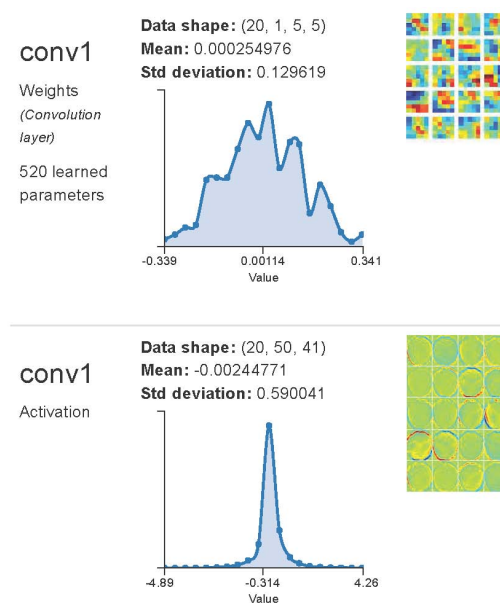 conv1
Weights
(Convolution
layer)
520 learned
parameters
Data shape: (20, 1, 5, 5)
Mean: 0.000254976
Std deviation: 0.129619
-0.339 0.00114 0.341
Value
conv1
Activation
Data shape: (20, 50, 41)
Mean: -0.00244771
Std deviation: 0.590041
-4.89 -0.314 4.26
Value